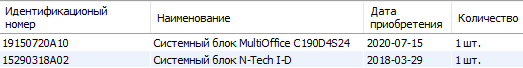 Идентификационный номер Наименование Дата приобретения Количество
19150720A10 Системный блок MultiOffice C190D4S24 2020-07-15 1 шт.
15290318A02 Системный блок N-Tech I-D 2018-03-29 1 шт.